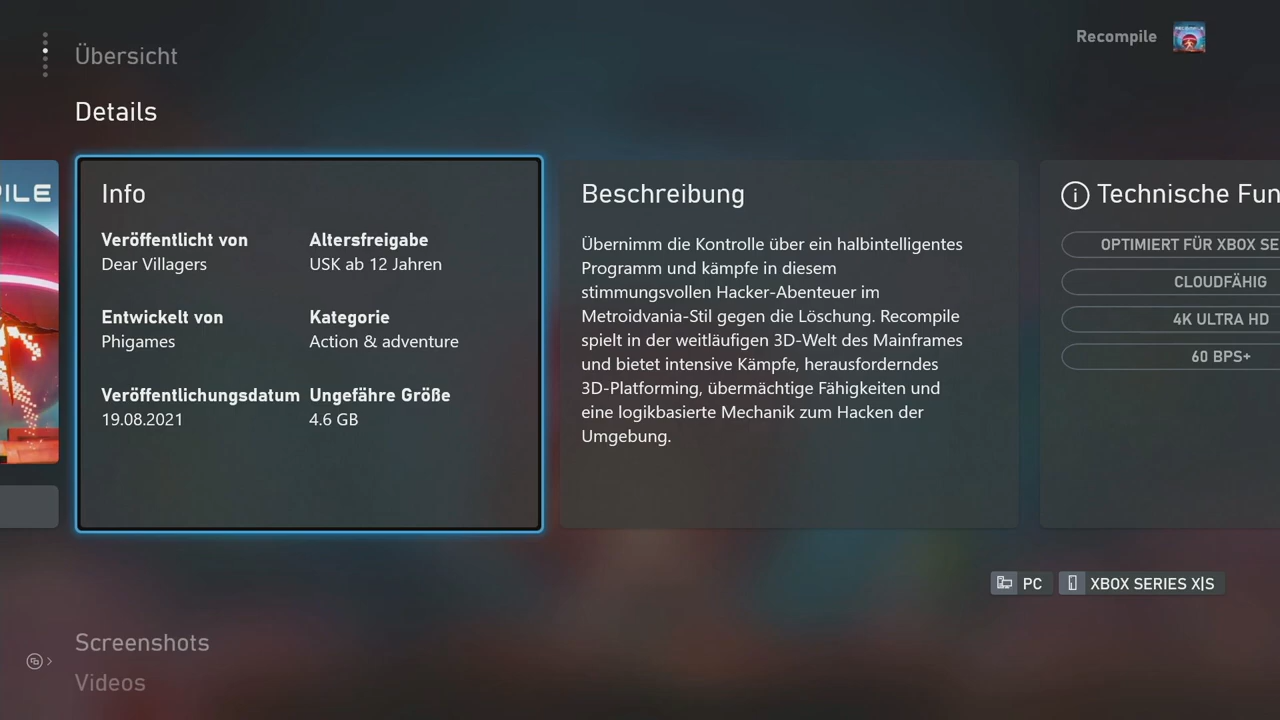 Recompile
Übersicht
Details
ILE
Info
Veröffentlicht von
Dear Villagers
Altersfreigabe
USK ab 12 Jahren
Entwickelt von
Phigames
Kategorie
Action & adventure
Veröffentlichungsdatum
19.08.2021
Ungefähre Größe
4.6 GB
Beschreibung
Übernimm die Kontrolle über ein halbintelligentes
Programm und kämpfe in diesem
stimmungsvollen Hacker-Abenteuer im
Metroidvania-Stil gegen die Löschung. Recompile
spielt in der weitläufigen 3D-Welt des Mainframes
und bietet intensive Kämpfe, herausforderndes
3D-Platforming, übermächtige Fähigkeiten und
eine logikbasierte Mechanik zum Hacken der
Umgebung.
Technische Fun
OPTIMIERT FÜR XBOX SE
CLOUDFÄHIG
4K ULTRA HD
60 BPS+
PC
XBOX SERIES X|S
Screenshots
Videos